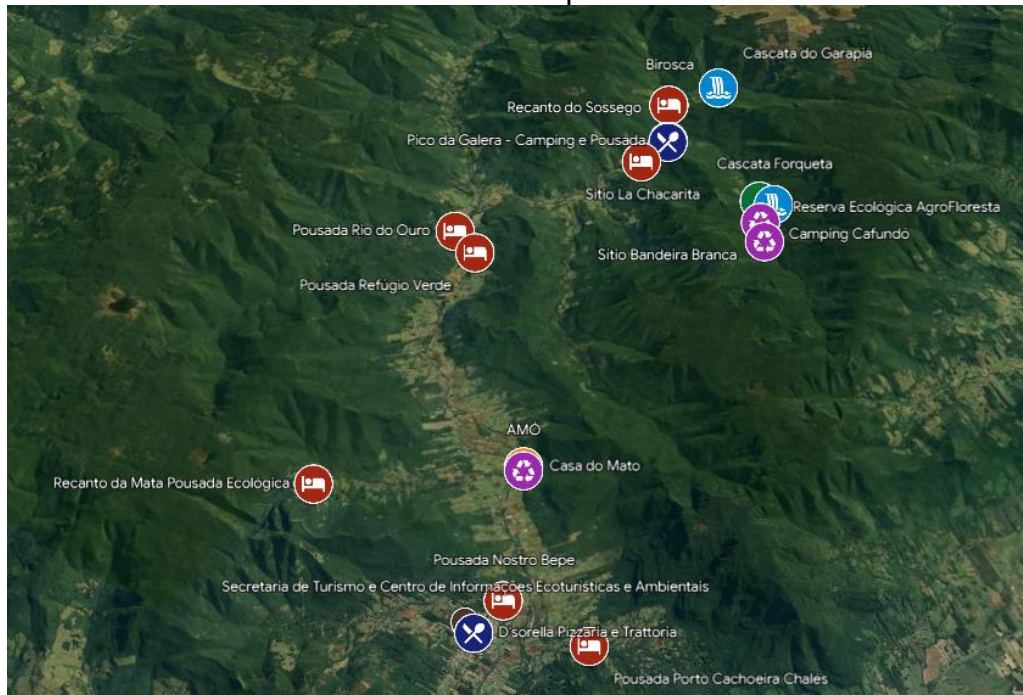 Cascata do Garapia
Birosca
Recanto do Sossego
Pico da Galera - Camping e Pousada
Cascata Forqueta
Sitio La Chacarita
Reserva Ecológica AgroFloresta
Pousada Rio do Ouro
Camping Cafundó
Sitio Bandeira Branca
Pousada Refúgio Verde
AMÓ
Casa do Mato
Recanto da Mata Pousada Ecológica
Pousada Nostro Bepe
Secretaria de Turismo e Centro de Informações Ecoturísticas e Ambientais
D'sorella Pizzaria e Trattoria
Pousada Porto Cachoeira Chales